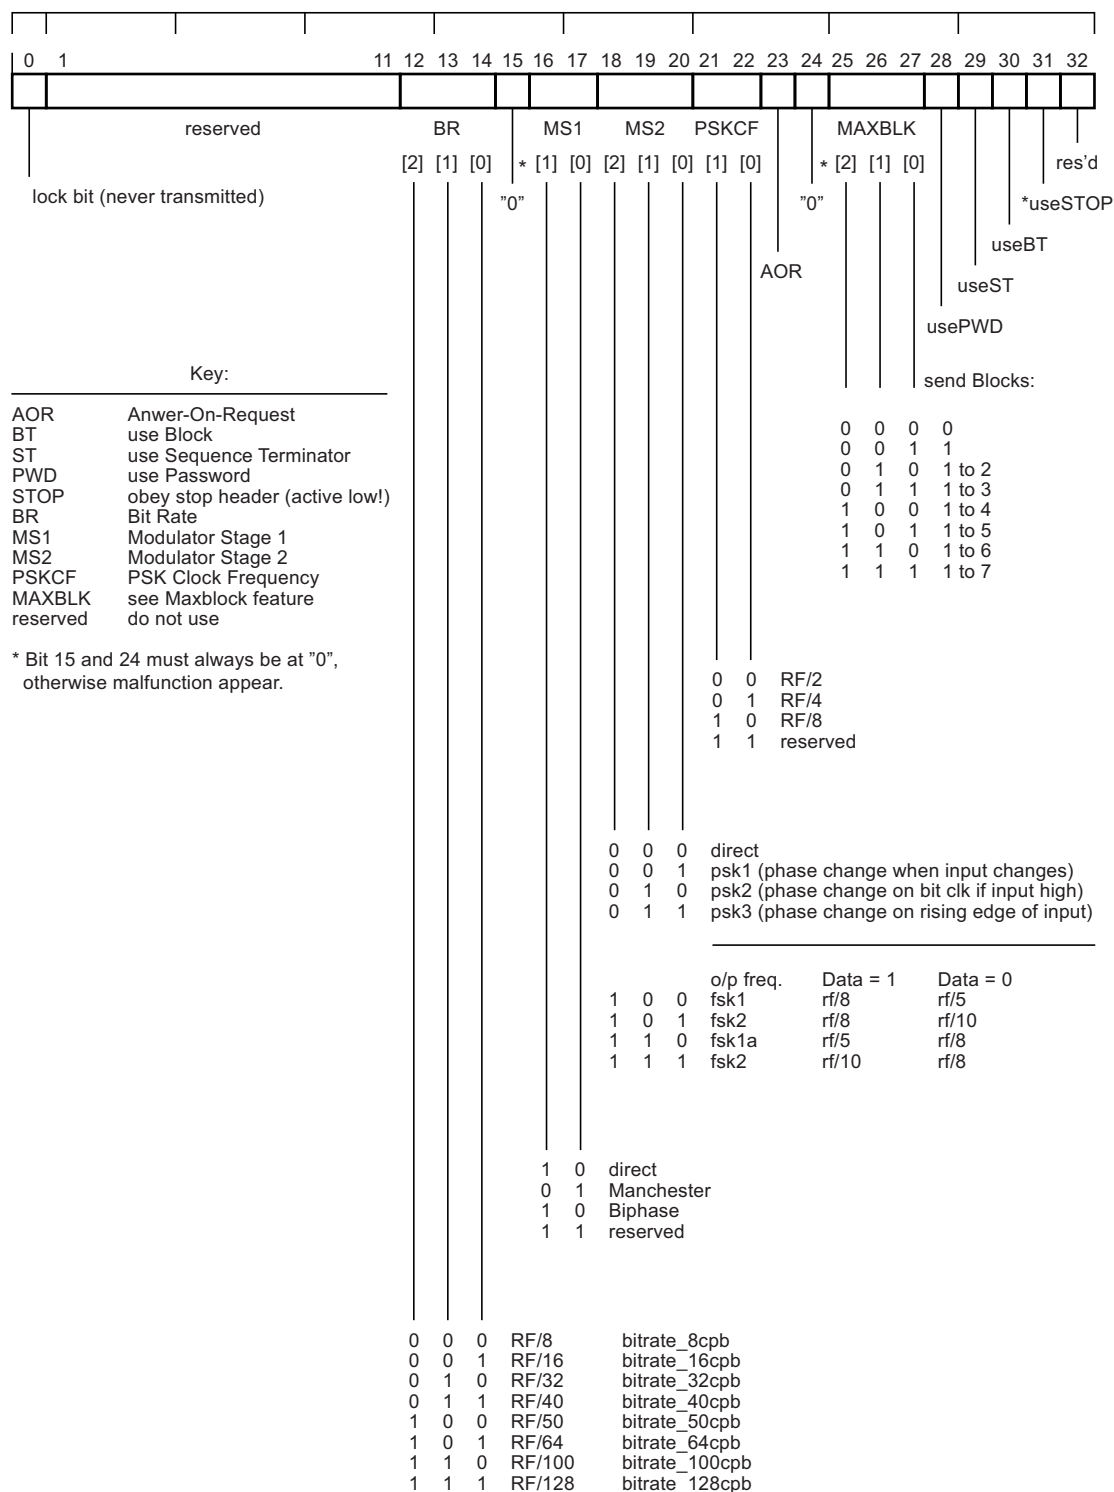 0 1 11 12 13 14 15 16 17 18 19 20 21 22 23 24 25 26 27 28 29 30 31 32
reserved BR MS1 MS2 PSKCF MAXBLK
[2] [1] [0] * [1] [0] [2] [1] [0] [1] [0] * [2] [1] [0] res'd
lock bit (never transmitted) "0" "0" *useSTOP
useBT
AOR
useST
usePWD
send Blocks:
0 0 0 0
0 0 1 1
0 1 0 1 to 2
0 1 1 1 to 3
1 0 0 1 to 4
1 0 1 1 to 5
1 1 0 1 to 6
1 1 1 1 to 7
Key:
AOR Anwer-On-Request
BT use Block
ST use Sequence Terminator
PWD use Password
STOP obey stop header (active low!)
BR Bit Rate
MS1 Modulator Stage 1
MS2 Modulator Stage 2
PSKCF PSK Clock Frequency
MAXBLK see Maxblock feature
reserved do not use
* Bit 15 and 24 must always be at "0",
otherwise malfunction appear.
0 0 RF/2
0 1 RF/4
1 0 RF/8
1 1 reserved
0 0 0 direct
0 0 1 psk1 (phase change when input changes)
0 1 0 psk2 (phase change on bit clk if input high)
0 1 1 psk3 (phase change on rising edge of input)
o/p freq. Data = 1 Data = 0
1 0 0 fsk1 rf/8 rf/5
1 0 1 fsk2 rf/8 rf/10
1 1 0 fsk1a rf/5 rf/8
1 1 1 fsk2 rf/10 rf/8
1 0 direct
0 1 Manchester
1 0 Biphase
1 1 reserved
0 0 0 RF/8 bitrate_8cpb
0 0 1 RF/16 bitrate_16cpb
0 1 0 RF/32 bitrate_32cpb
0 1 1 RF/40 bitrate_40cpb
1 0 0 RF/50 bitrate_50cpb
1 0 1 RF/64 bitrate_64cpb
1 1 0 RF/100 bitrate_100cpb
1 1 1 RF/128 bitrate_128cpb